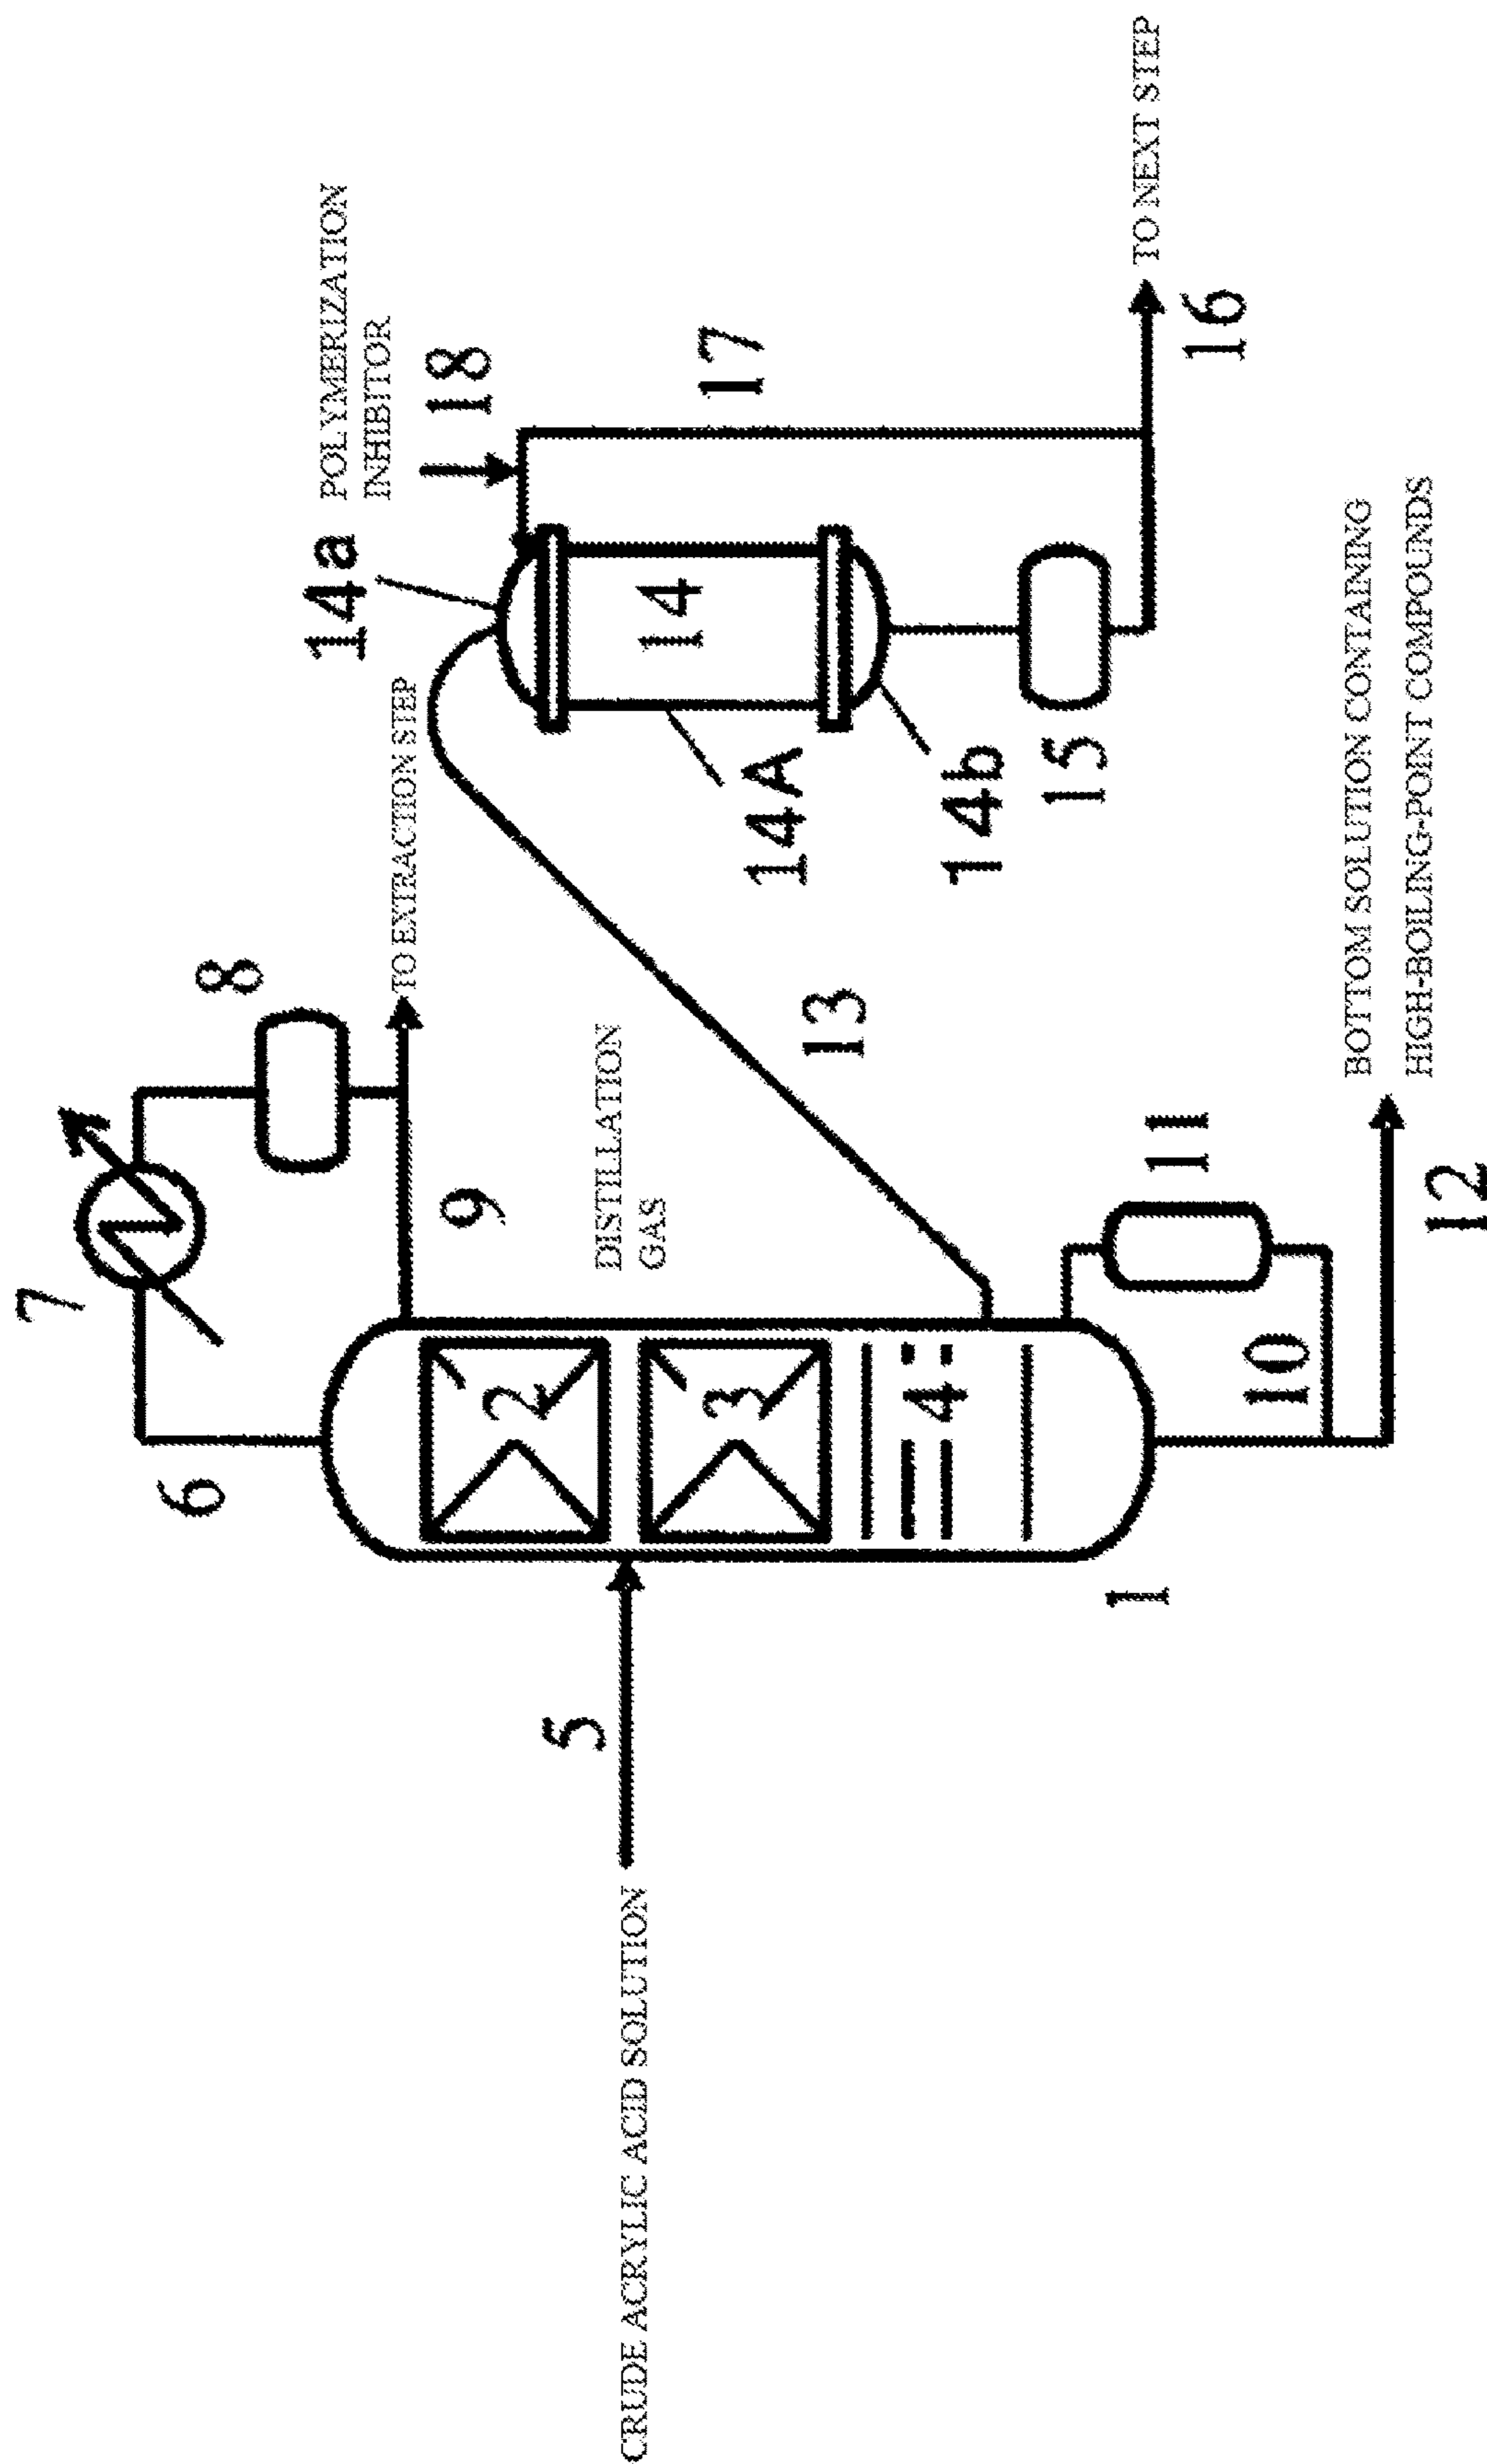 7
6
8
14a
POLYMERIZATION
INHIBITOR
18
TO EXTRACTION STEP
9
2
5
CRUDE ACRYLIC ACID SOLUTION
DISTILLATION
GAS
14
17
3
14A
13
4
14b
15
1
TO NEXT STEP
11
16
10
BOTTOM SOLUTION CONTAINING
HIGH-BOILING-POINT COMPOUNDS
12